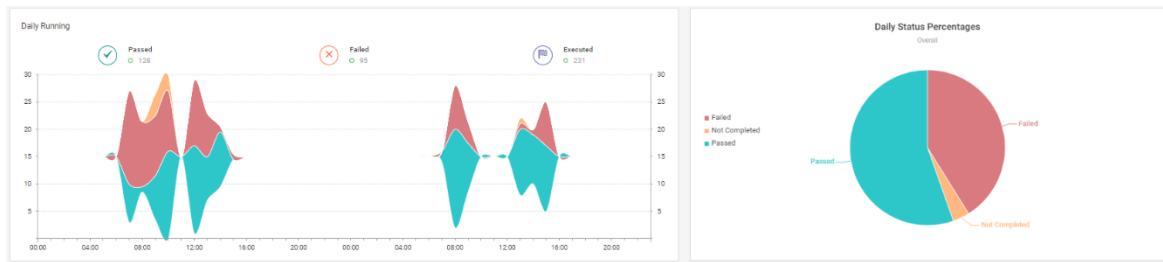 Daily Running
Passed
128
Failed
95
Executed
231
30
25
20
15
10
5
30
25
20
15
10
5
00:00 04:00 08:00 12:00 16:00 20:00 00:00 04:00 08:00 12:00 16:00 20:00
Daily Status Percentages
Overall
Failed
Not Completed
Passed
Failed
Passed
Not Completed